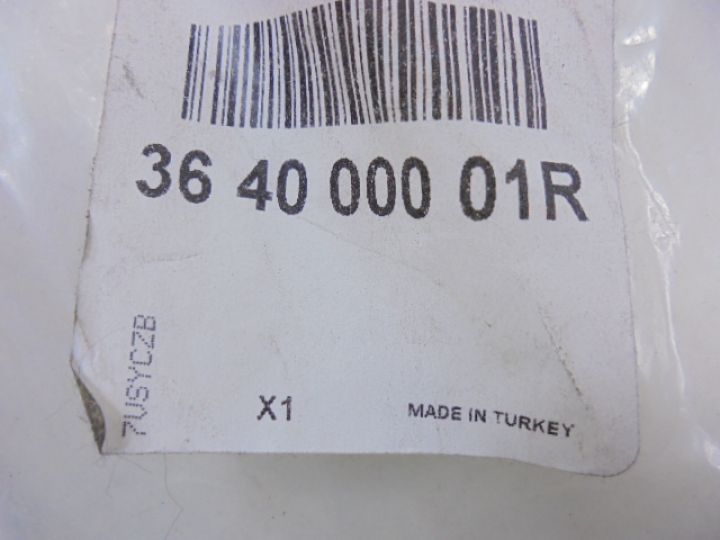 36 40 000 01R
7USYCZB
X1
MADE IN TURKEY